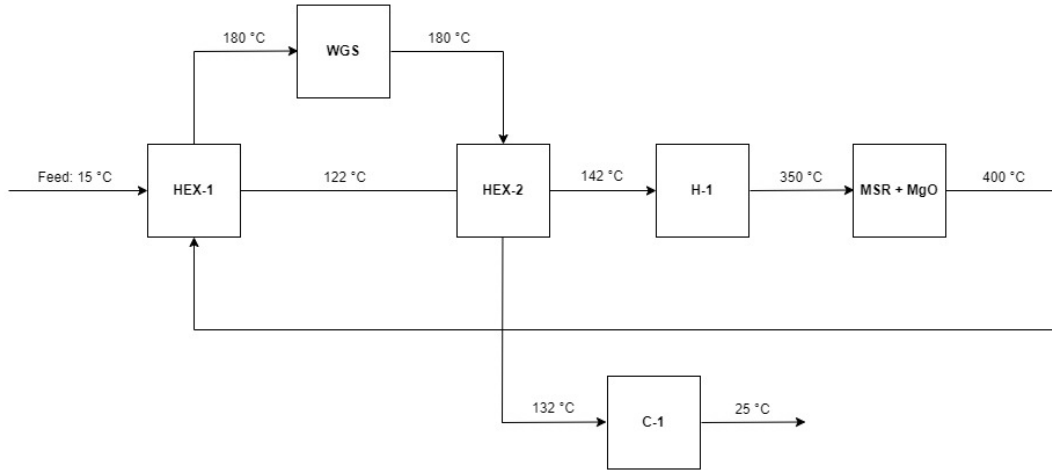 180 °C
WGS
180 °C
Feed: 15 °C
HEX-1
122 °C
HEX-2
142 °C
H-1
350 °C
MSR + MgO
400 °C
132 °C
C-1
25 °C